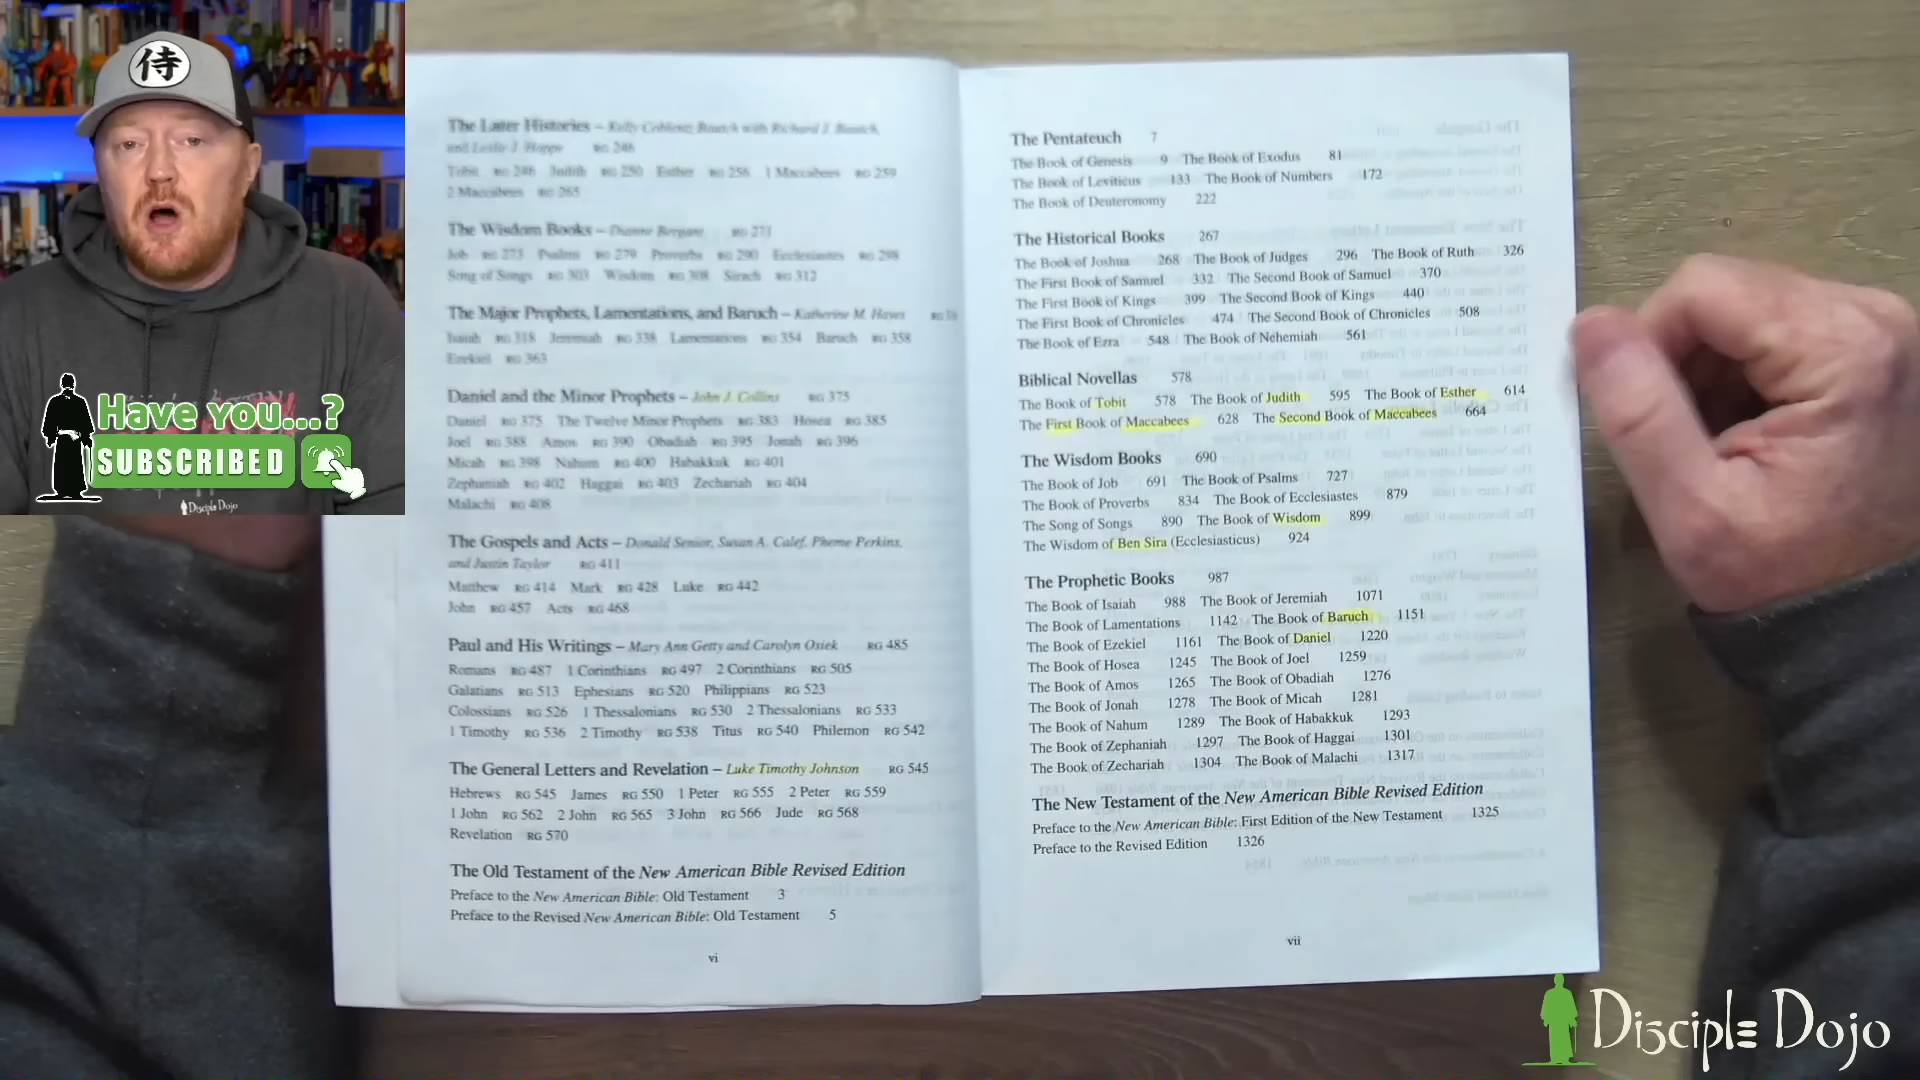 侍
Have you...?
SUBSCRIBED
Disciple Dojo
The Later Histories – Kelly Coblentz Bautch with Richard J. Bautch,
and Leslie J. Hoppe RG 246
Tobit RG 246 Judith RG 250 Esther RG 256 1 Maccabees RG 259
2 Maccabees RG 265
The Wisdom Books – Dianne Bergant RG 271
Job RG 273 Psalms RG 279 Proverbs RG 290 Ecclesiastes RG 298
Song of Songs RG 303 Wisdom RG 308 Sirach RG 312
The Major Prophets, Lamentations, and Baruch – Katherine M. Hayes
Isaiah RG 318 Jeremiah RG 338 Lamentations RG 354 Baruch RG 358
Ezekiel RG 363
Daniel and the Minor Prophets – John J. Collins RG 375
Daniel RG 375 The Twelve Minor Prophets RG 383 Hosea RG 385
Joel RG 388 Amos RG 390 Obadiah RG 395 Jonah RG 396
Micah RG 398 Nahum RG 400 Habakkuk RG 401
Zephaniah RG 402 Haggai RG 403 Zechariah RG 404
Malachi RG 408
The Gospels and Acts – Donald Senior, Susan A. Calef, Pheme Perkins,
and Justin Taylor RG 411
Matthew RG 414 Mark RG 428 Luke RG 442
John RG 457 Acts RG 468
Paul and His Writings – Mary Ann Getty and Carolyn Osiek RG 485
Romans RG 487 1 Corinthians RG 497 2 Corinthians RG 505
Galatians RG 513 Ephesians RG 520 Philippians RG 523
Colossians RG 526 1 Thessalonians RG 530 2 Thessalonians RG 533
1 Timothy RG 536 2 Timothy RG 538 Titus RG 540 Philemon RG 542
The General Letters and Revelation – Luke Timothy Johnson RG 545
Hebrews RG 545 James RG 550 1 Peter RG 555 2 Peter RG 559
1 John RG 562 2 John RG 565 3 John RG 566 Jude RG 568
Revelation RG 570
The Old Testament of the New American Bible Revised Edition
Preface to the New American Bible: Old Testament 3
Preface to the Revised New American Bible: Old Testament 5
vi
The Pentateuch 7
The Book of Genesis 9 The Book of Exodus 81
The Book of Leviticus 133 The Book of Numbers 172
The Book of Deuteronomy 222
The Historical Books 267
The Book of Joshua 268 The Book of Judges 296 The Book of Ruth 326
The First Book of Samuel 332 The Second Book of Samuel 370
The First Book of Kings 399 The Second Book of Kings 440
The First Book of Chronicles 474 The Second Book of Chronicles 508
The Book of Ezra 548 The Book of Nehemiah 561
Biblical Novellas 578
The Book of Tobit 578 The Book of Judith 595 The Book of Esther 614
The First Book of Maccabees 628 The Second Book of Maccabees 664
The Wisdom Books 690
The Book of Job 691 The Book of Psalms 727
The Book of Proverbs 834 The Book of Ecclesiastes 879
The Song of Songs 890 The Book of Wisdom 899
The Wisdom of Ben Sira (Ecclesiasticus) 924
The Prophetic Books 987
The Book of Isaiah 988 The Book of Jeremiah 1071
The Book of Lamentations 1142 The Book of Baruch 1151
The Book of Ezekiel 1161 The Book of Daniel 1220
The Book of Hosea 1245 The Book of Joel 1259
The Book of Amos 1265 The Book of Obadiah 1276
The Book of Jonah 1278 The Book of Micah 1281
The Book of Nahum 1289 The Book of Habakkuk 1293
The Book of Zephaniah 1297 The Book of Haggai 1301
The Book of Zechariah 1304 The Book of Malachi 1317
The New Testament of the New American Bible Revised Edition
Preface to the New American Bible: First Edition of the New Testament 1325
Preface to the Revised Edition 1326
vii
Disciple Dojo